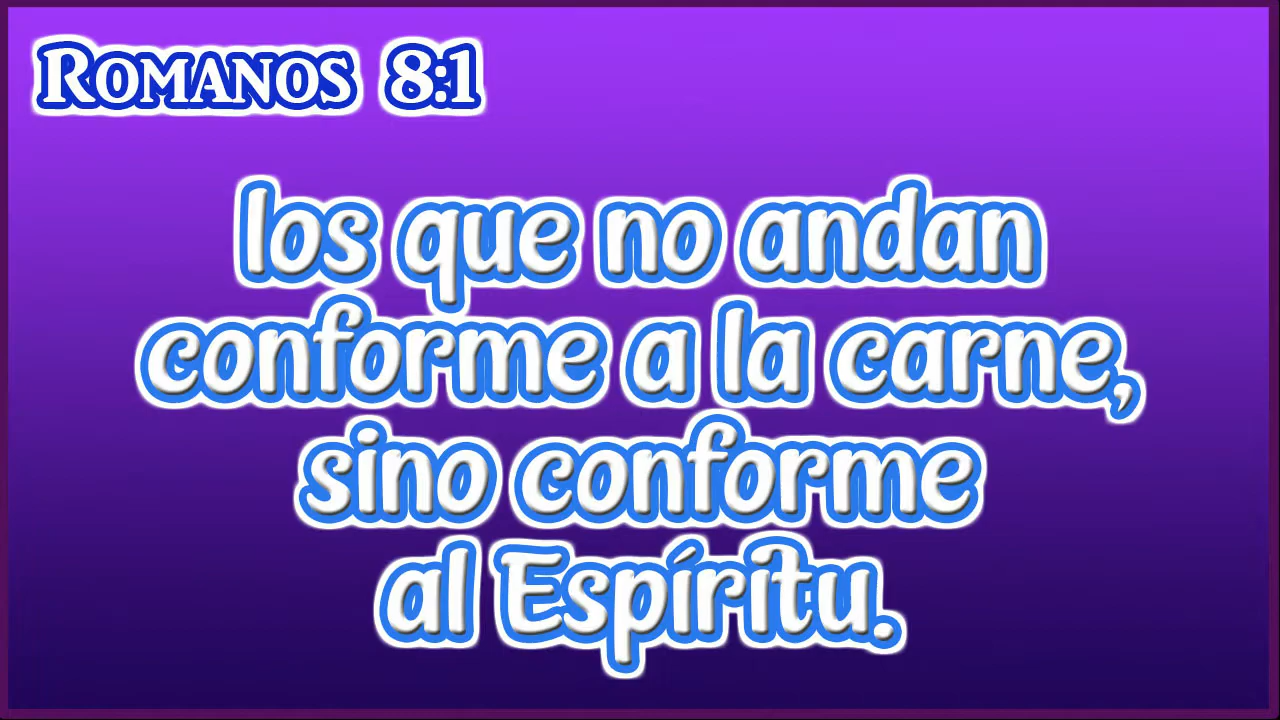 Romanos 8:1
los que no andan
conforme a la carne,
sino conforme
al Espíritu.